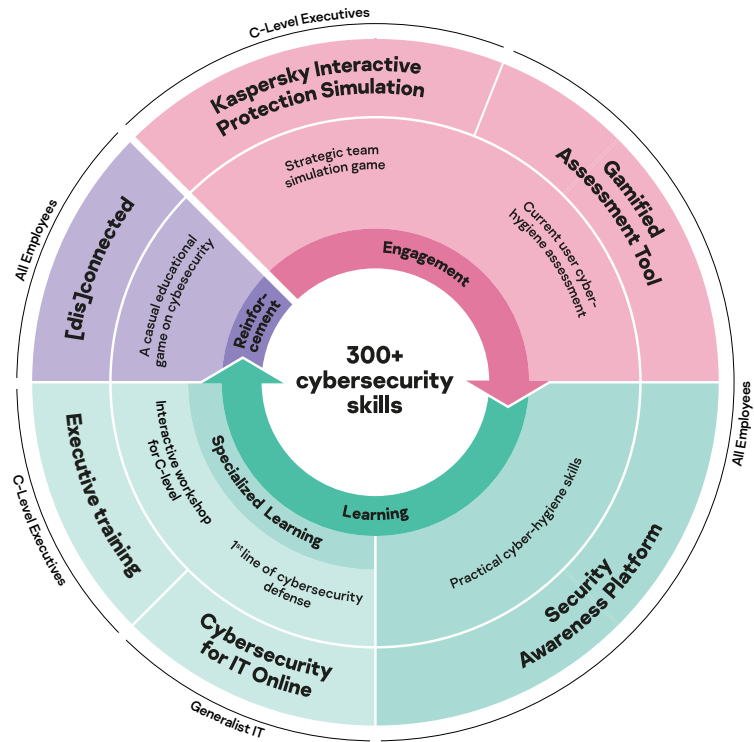 C-Level Executives
Kaspersky Interactive
Protection Simulation
Strategic team
simulation game
Gamified
Assessment Tool
Current user cyber-
hygiene assessment
Engagement
All Employees
[dis]connected
A casual educational
game on cybesecurity
Reinfor-
cement
300+
cybersecurity
skills
All Employees
Executive training
Interactive workshop
for C-level
Specialized Learning
Learning
C-Level Executives
1st line of cybersecurity
defense
Cybersecurity
for IT Online
Generalist IT
Practical cyber-hygiene skills
Security
Awareness Platform